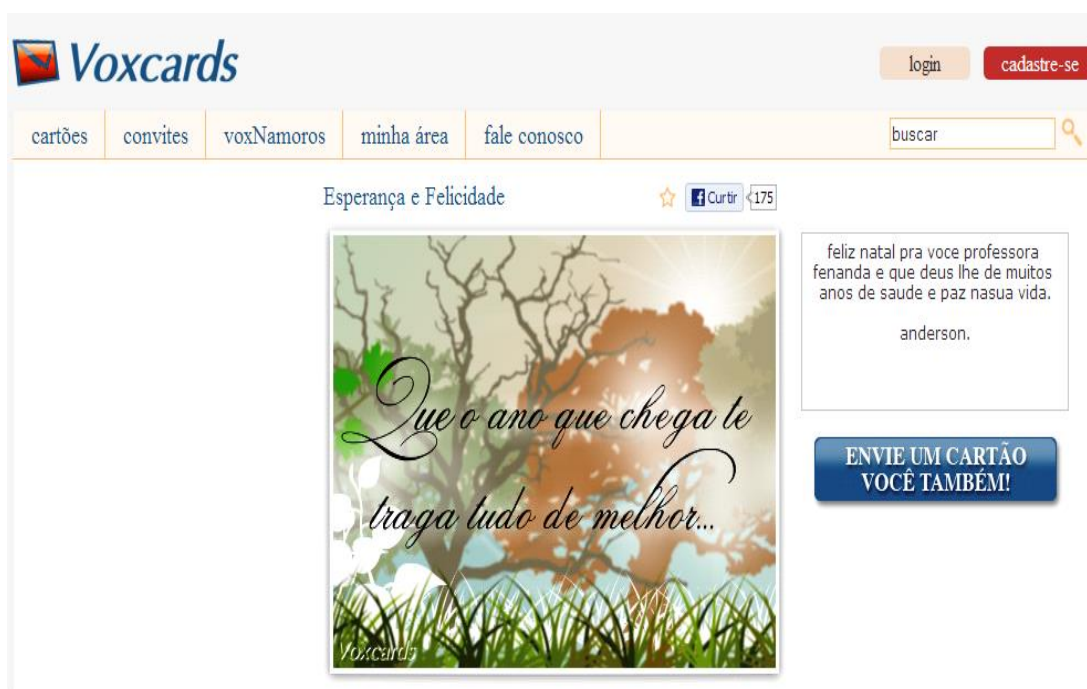 Voxcards
login
cadastre-se
cartões
convites
voxNamoros
minha área
fale conosco
buscar
Esperança e Felicidade
Curtir
175
Que o ano que chega te
traga tudo de melhor...
Voxcards
feliz natal pra voce professora
fenanda e que deus lhe de muitos
anos de saude e paz nasua vida.
anderson.
ENVIE UM CARTÃO
VOCÊ TAMBÉM!